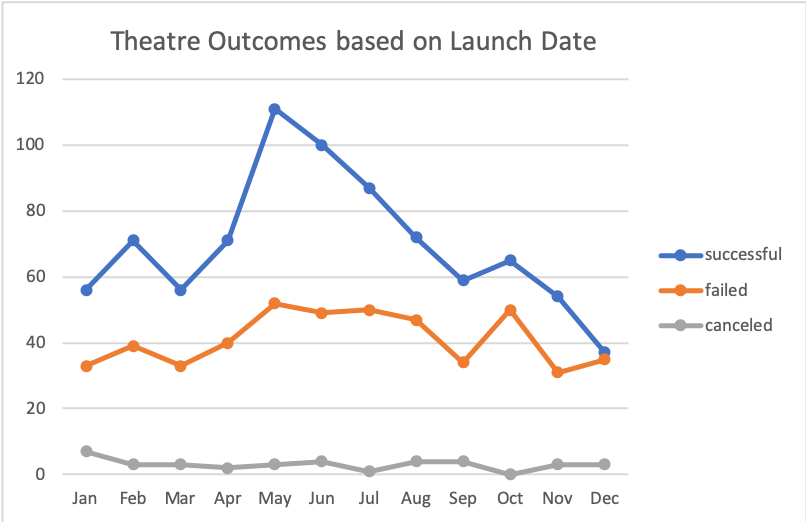 Theatre Outcomes based on Launch Date
120
100
80
60
40
20
0
Jan Feb Mar Apr May Jun Jul Aug Sep Oct Nov Dec
successful
failed
canceled